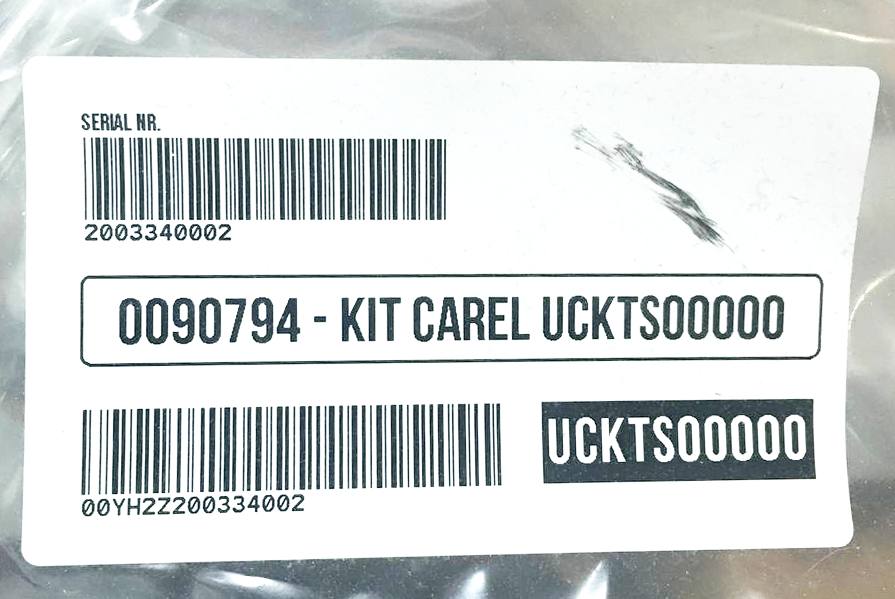 SERIAL NR.
2003340002
0090794 - KIT CAREL UCKTS00000
UCKTS00000
00YH2Z200334002